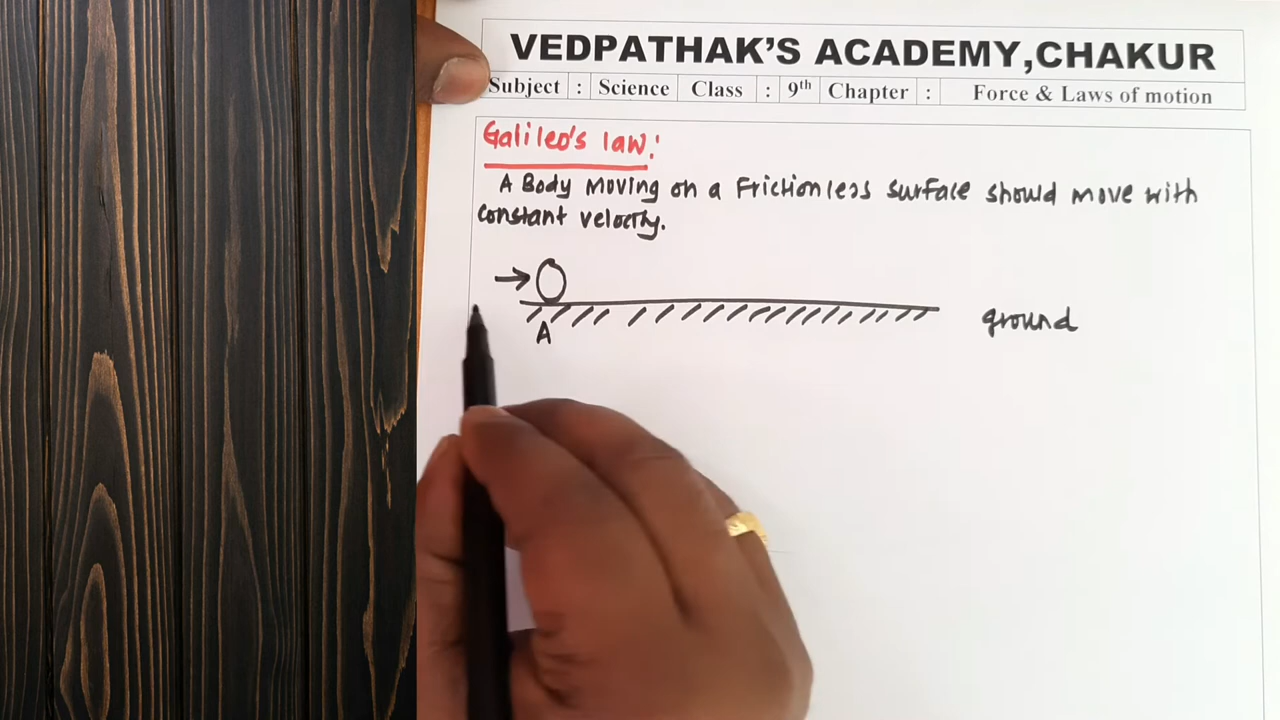 VEDPATHAK'S ACADEMY,CHAKUR
Subject : Science Class : 9th Chapter : Force & Laws of motion
Galileo's law:
A Body moving on a Frictionless surface should move with
constant velocity.
ground
A